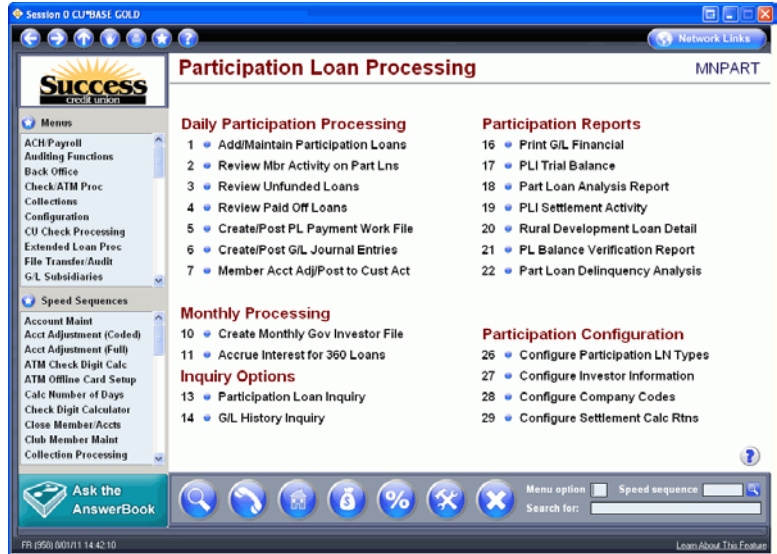 Session 0 CU*BASE GOLD
Network Links
Success
credit union
Participation Loan Processing
MNPART
Menus
ACH/Payroll
Auditing Functions
Back Office
Check/ATM Proc
Collections
Configuration
CU Check Processing
Extended Loan Proc
File Transfer/Audit
G/L Subsidiaries
Speed Sequences
Account Maint
Acct Adjustment (Coded)
Acct Adjustment (Full)
ATM Check Digit Calc
ATM Offline Card Setup
Calc Number of Days
Check Digit Calculator
Close Member/Accts
Club Member Maint
Collection Processing
Daily Participation Processing
1 Add/Maintain Participation Loans
2 Review Mbr Activity on Part Lns
3 Review Unfunded Loans
4 Review Paid Off Loans
5 Create/Post PL Payment Work File
6 Create/Post G/L Journal Entries
7 Member Acct Adj/Post to Cust Act
Monthly Processing
10 Create Monthly Gov Investor File
11 Accrue Interest for 360 Loans
Inquiry Options
13 Participation Loan Inquiry
14 G/L History Inquiry
Participation Reports
16 Print G/L Financial
17 PLI Trial Balance
18 Part Loan Analysis Report
19 PLI Settlement Activity
20 Rural Development Loan Detail
21 PL Balance Verification Report
22 Part Loan Delinquency Analysis
Participation Configuration
26 Configure Participation LN Types
27 Configure Investor Information
28 Configure Company Codes
29 Configure Settlement Calc Rtns
Ask the
AnswerBook
Menu option
Speed sequence
Search for:
FR (950) 8/01/11 14:42:10
Learn About This Feature